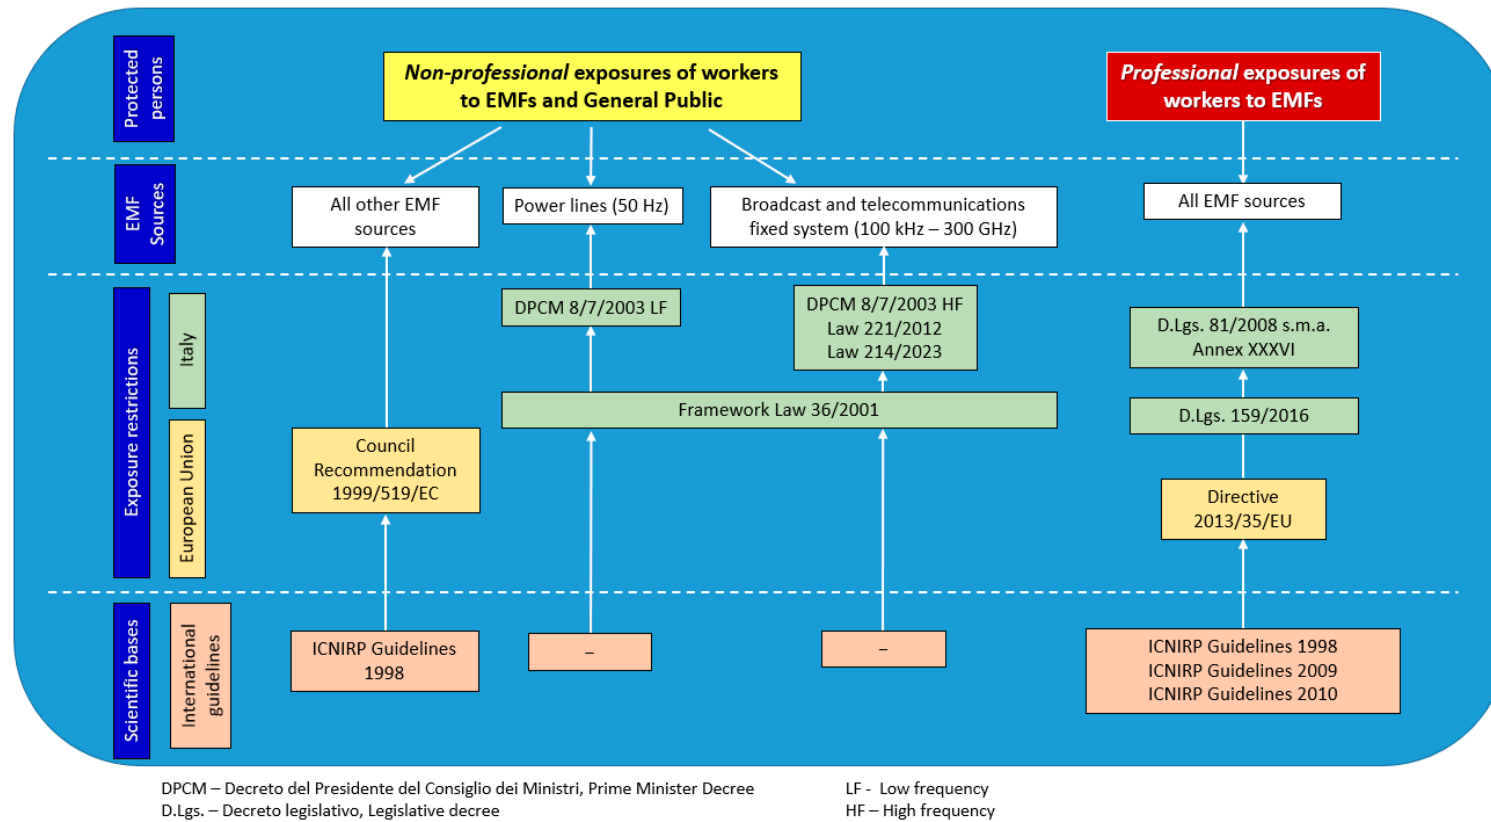 Protected
persons
Non-professional exposures of workers
to EMFs and General Public
Professional exposures of
workers to EMFs
EMF
Sources
All other EMF
sources
Power lines (50 Hz)
Broadcast and telecommunications
fixed system (100 kHz – 300 GHz)
All EMF sources
Exposure restrictions
Italy
DPCM 8/7/2003 LF
DPCM 8/7/2003 HF
Law 221/2012
Law 214/2023
D.Lgs. 81/2008 s.m.a.
Annex XXXVI
Framework Law 36/2001
D.Lgs. 159/2016
European Union
Council
Recommendation
1999/519/EC
Directive
2013/35/EU
Scientific bases
International
guidelines
ICNIRP Guidelines
1998
–
–
ICNIRP Guidelines 1998
ICNIRP Guidelines 2009
ICNIRP Guidelines 2010
DPCM – Decreto del Presidente del Consiglio dei Ministri, Prime Minister Decree
D.Lgs. – Decreto legislativo, Legislative decree
LF - Low frequency
HF – High frequency